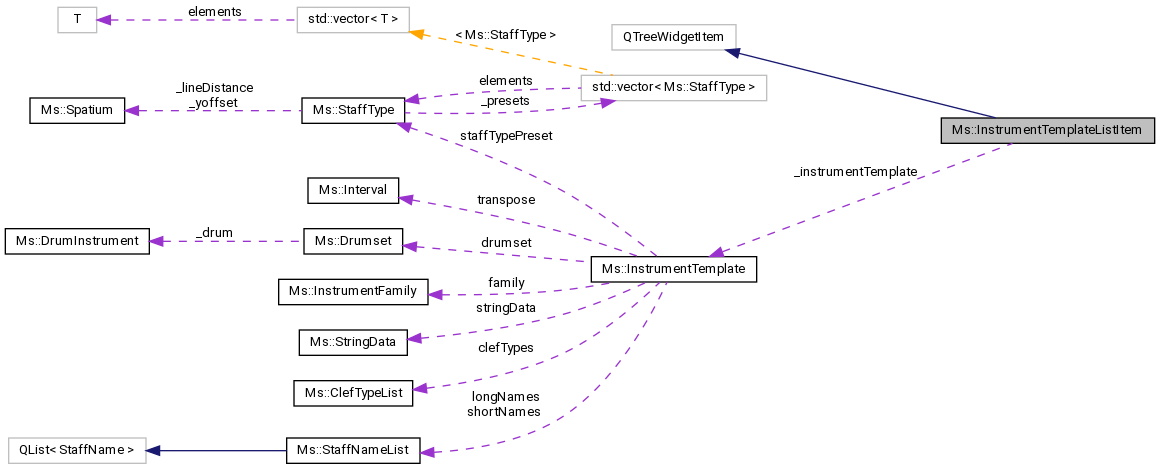 T
elements
std::vector< T >
< Ms::StaffType >
QTreeWidgetItem
Ms::Spatium
_lineDistance
_yoffset
Ms::StaffType
elements
_presets
std::vector< Ms::StaffType >
Ms::InstrumentTemplateListItem
staffTypePreset
_instrumentTemplate
Ms::Interval
transpose
Ms::DrumInstrument
_drum
Ms::Drumset
drumset
Ms::InstrumentTemplate
Ms::InstrumentFamily
family
stringData
Ms::StringData
clefTypes
Ms::ClefTypeList
longNames
shortNames
QList< StaffName >
Ms::StaffNameList